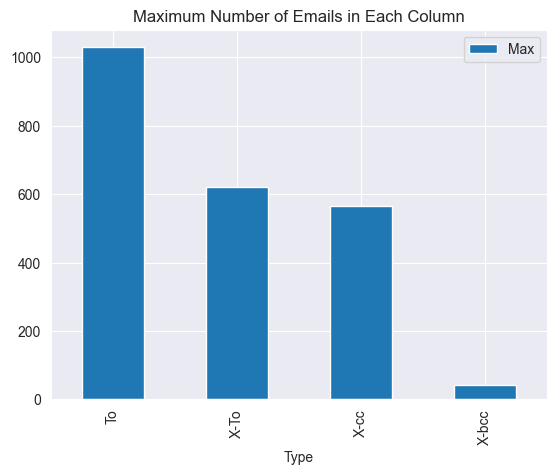 Maximum Number of Emails in Each Column
Max
1000
800
600
400
200
0
To
X-To
X-cc
X-bcc
Type